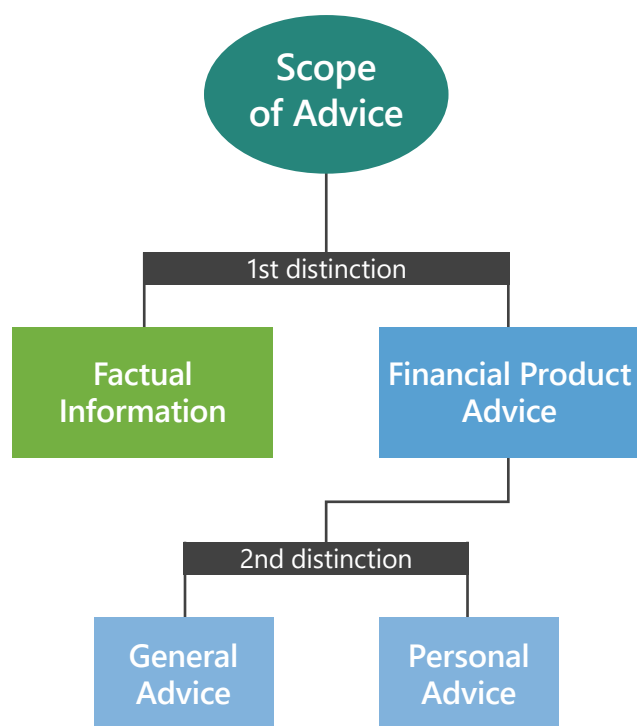 Scope
of Advice
1st distinction
Factual
Information
Financial Product
Advice
2nd distinction
General
Advice
Personal
Advice